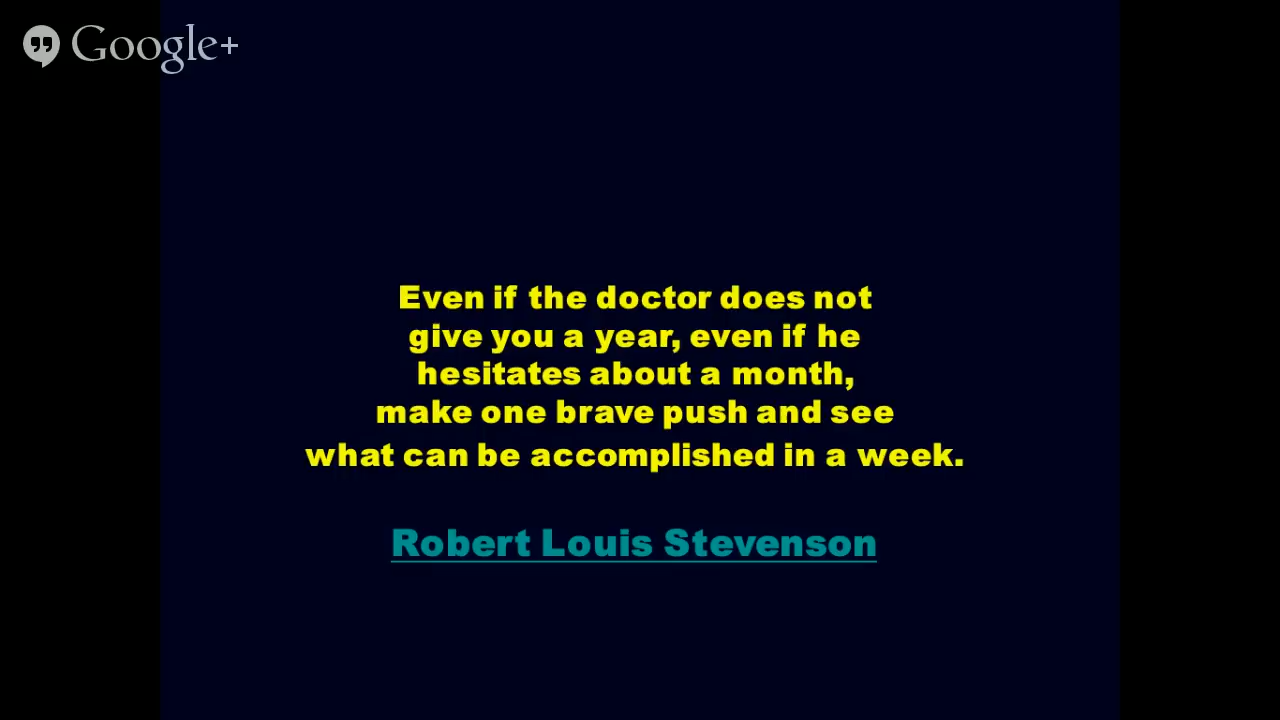 Google+
Even if the doctor does not
give you a year, even if he
hesitates about a month,
make one brave push and see
what can be accomplished in a week.
Robert Louis Stevenson